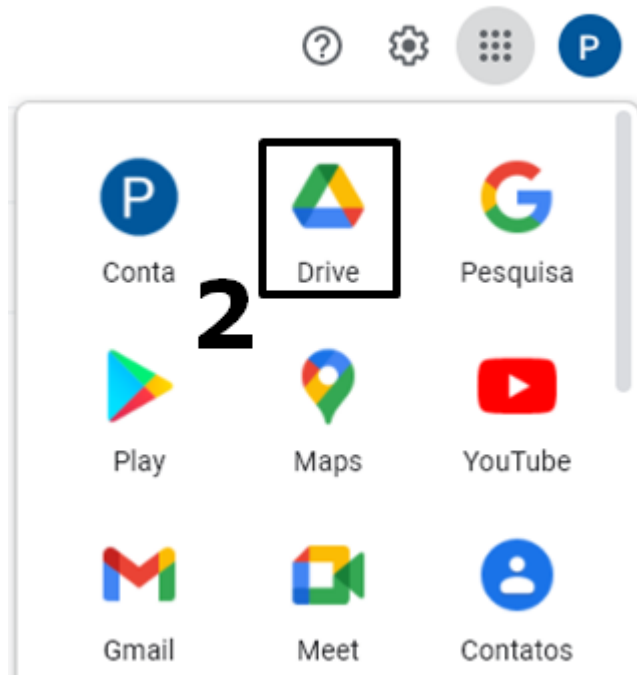 P
P
Conta Drive Pesquisa
2
Play Maps YouTube
Gmail Meet Contatos